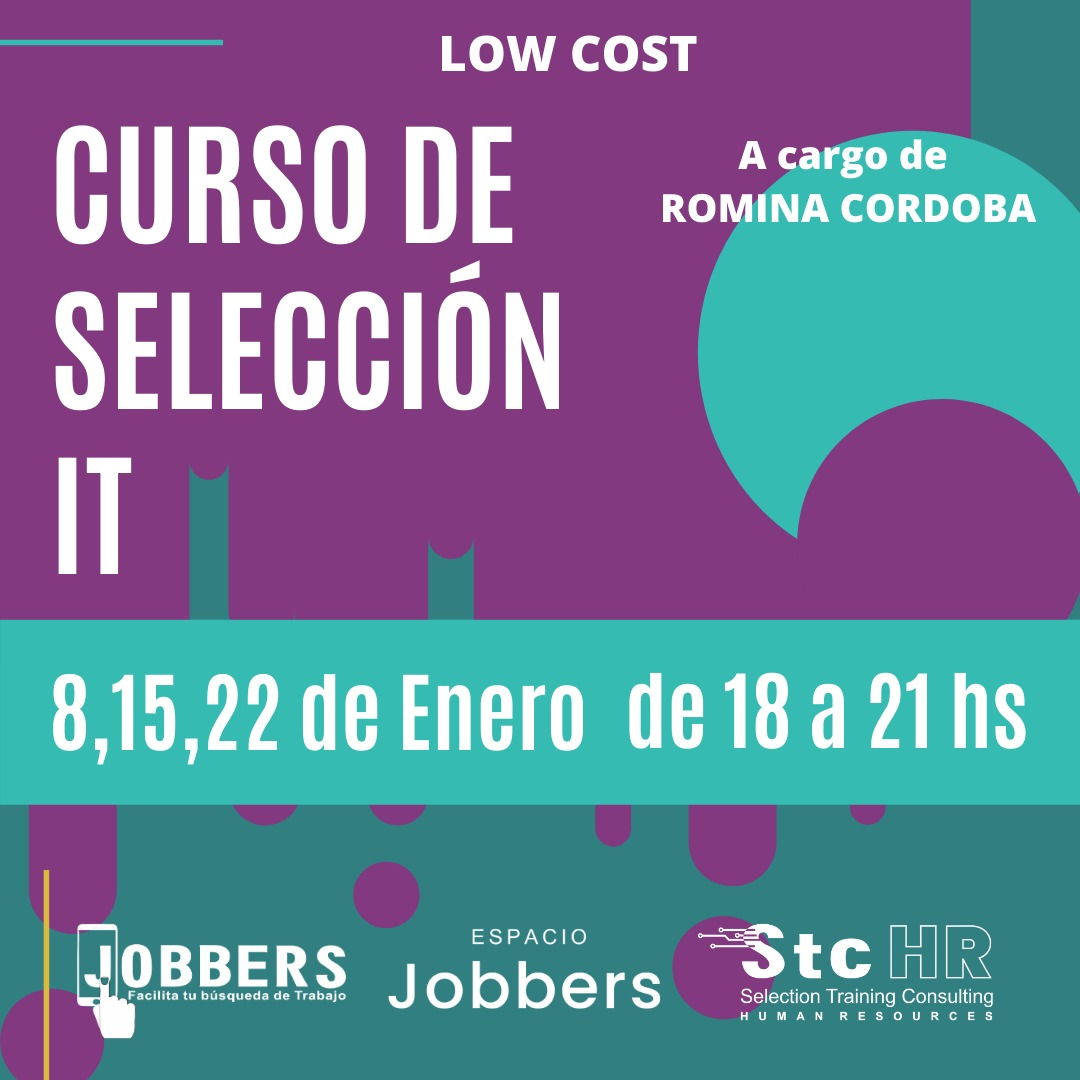 LOW COST
CURSO DE
SELECCIÓN
IT
A cargo de
ROMINA CORDOBA
8,15,22 de Enero de 18 a 21 hs
JOBBERS
Facilita tu búsqueda de Trabajo
ESPACIO
Jobbers
Stc HR
Selection Training Consulting
HUMAN RESOURCES